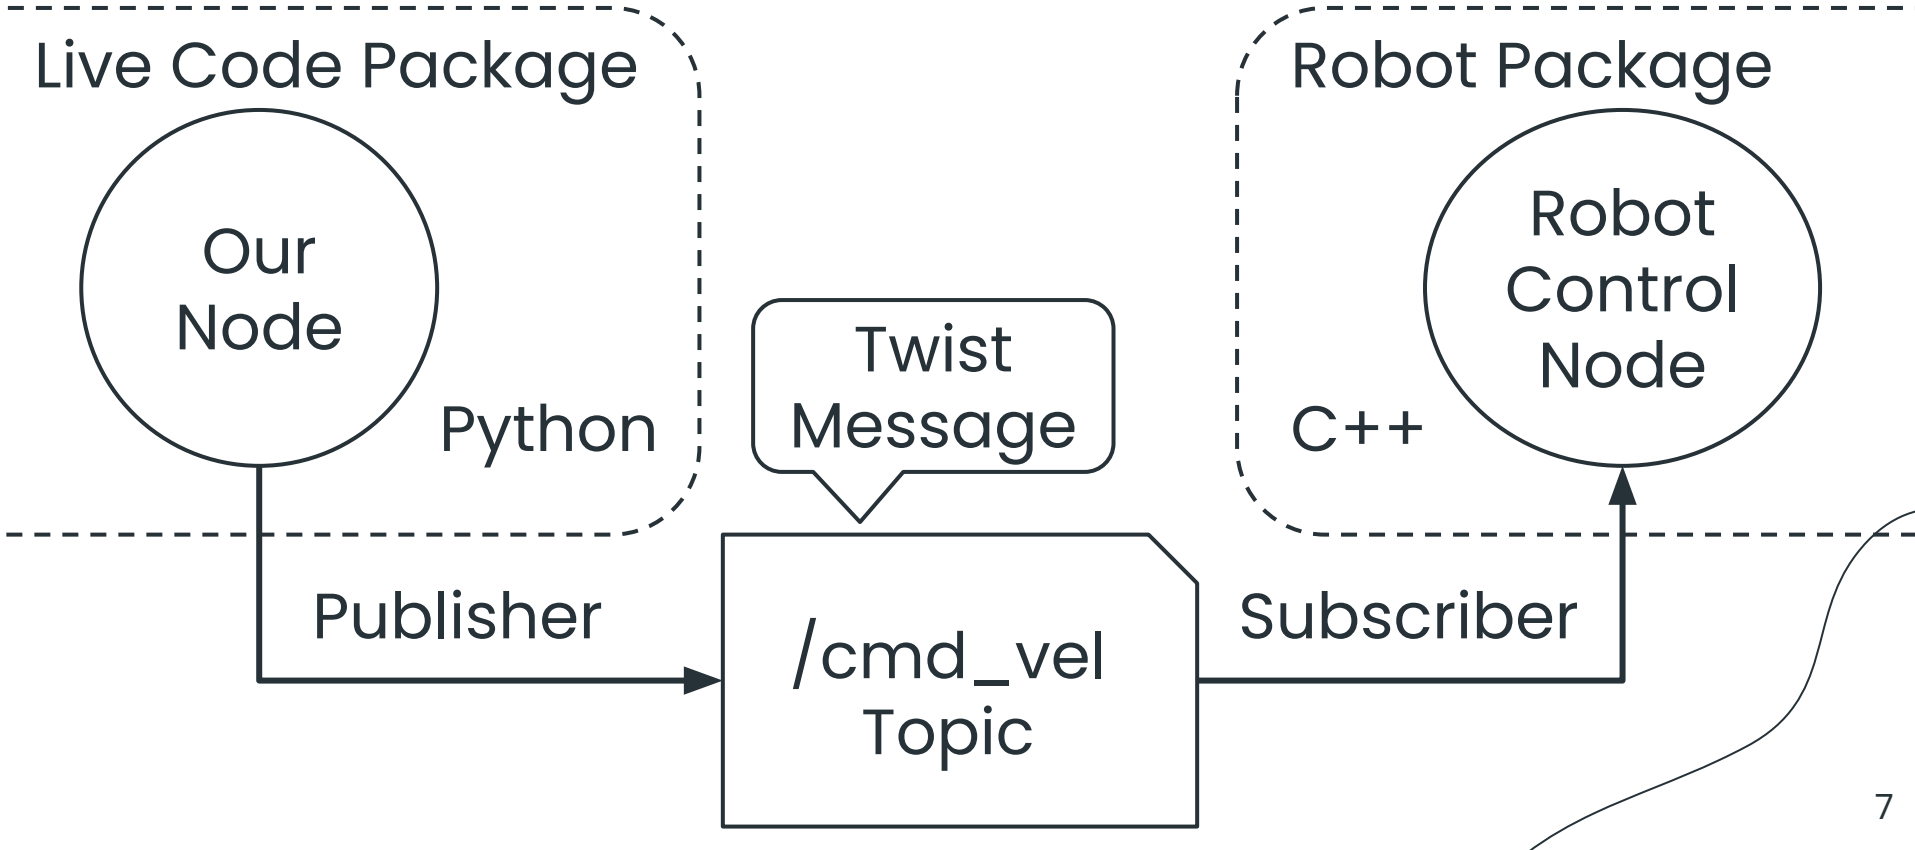 Live Code Package
Our
Node
Python
Publisher
Twist
Message
/cmd_vel
Topic
Robot Package
Robot
Control
Node
C++
Subscriber
7